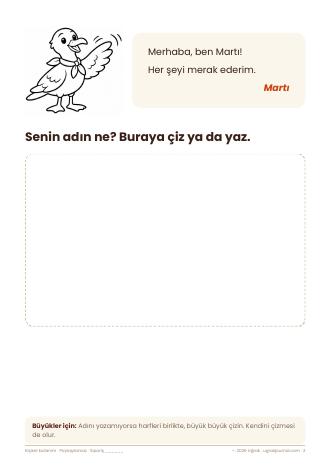 Merhaba, ben Martı!
Her şeyi merak ederim.
Martı
Senin adın ne? Buraya çiz ya da yaz.
Büyükler için: Adını yazamıyorsa harfleri birlikte, büyük büyük çizin. Kendini çizmesi
de olur.